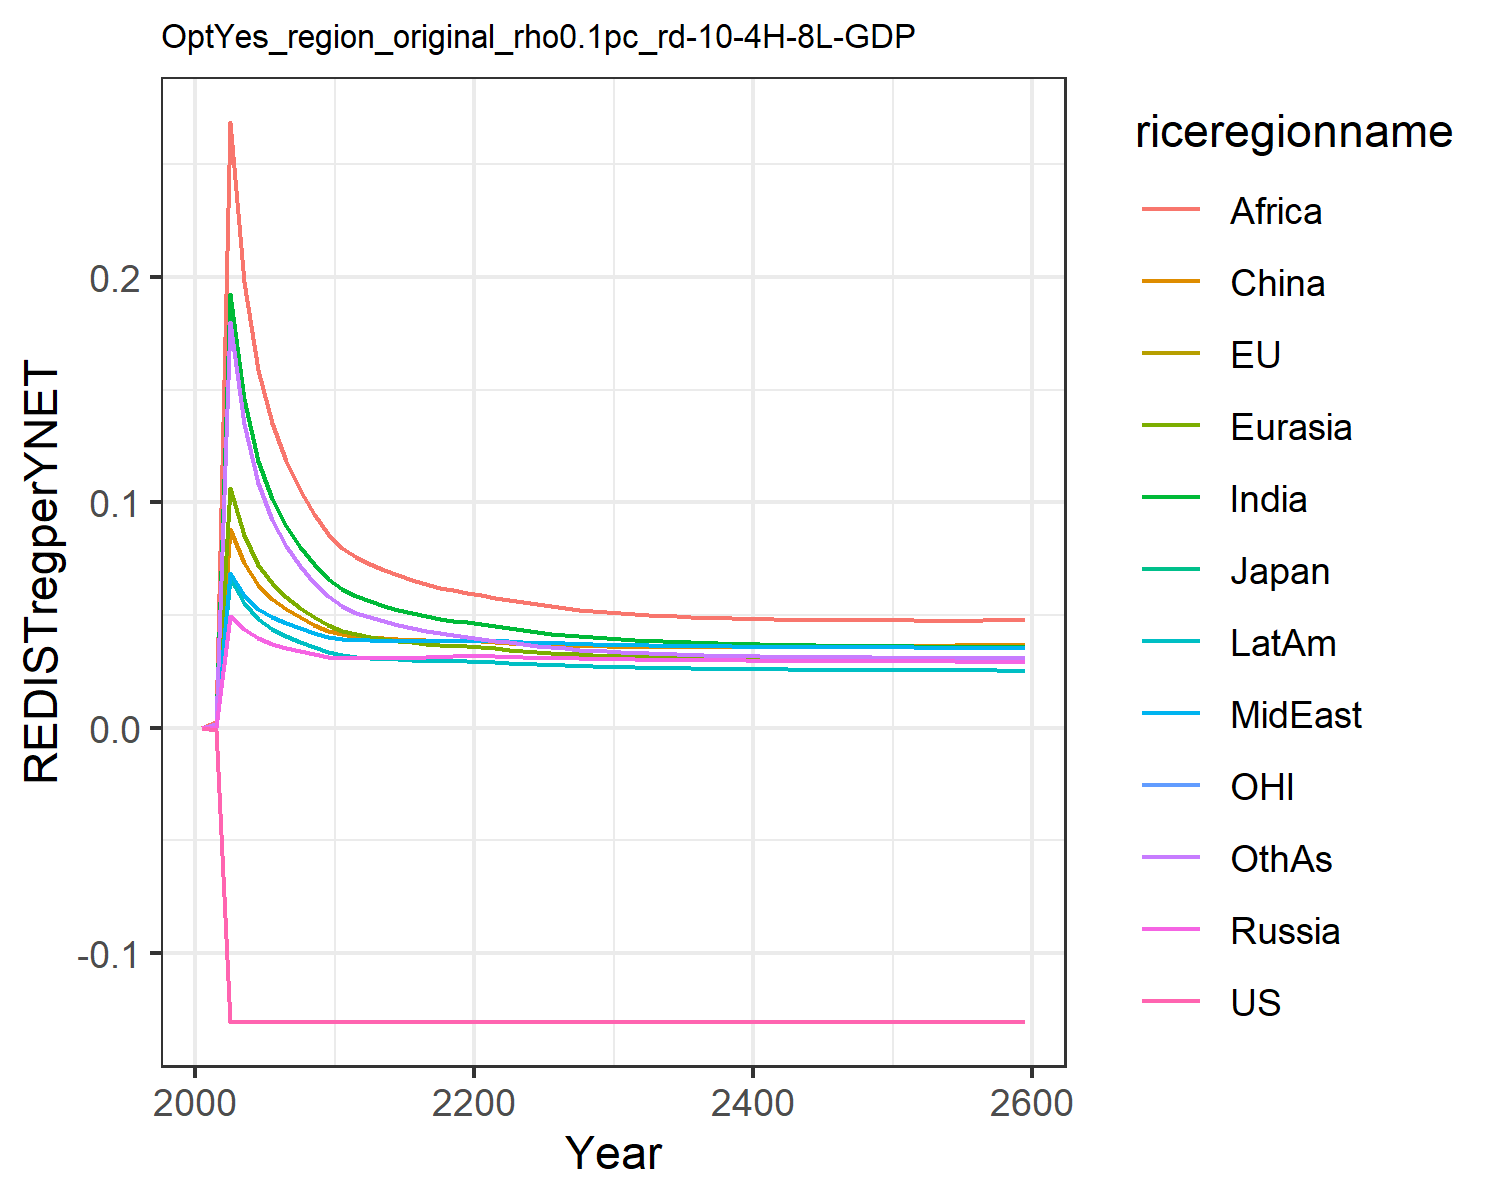 OptYes_region_original_rho0.1pc_rd-10-4H-8L-GDP
REDISTregperYNET
0.2
0.1
0.0
-0.1
2000
2200
2400
2600
Year
riceregionname
Africa
China
EU
Eurasia
India
Japan
LatAm
MidEast
OHI
OthAs
Russia
US